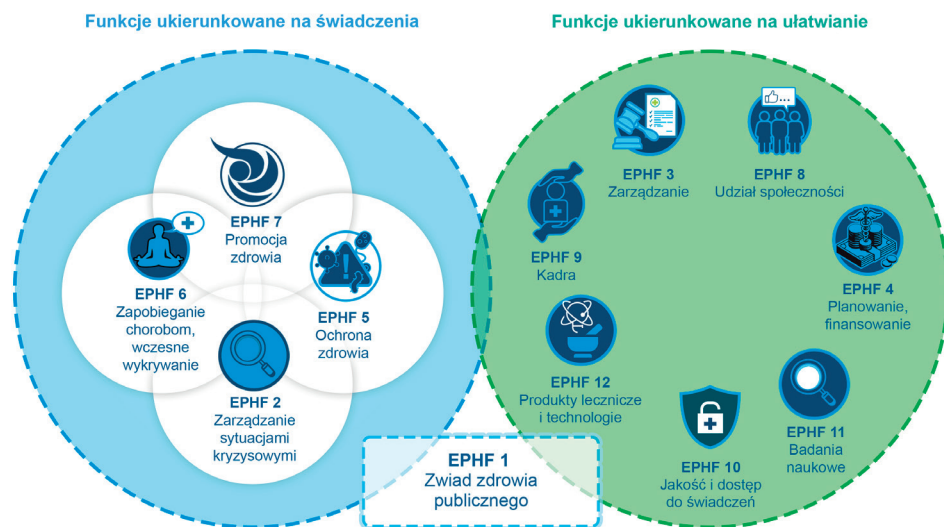 Funkcje ukierunkowane na świadczenia
Funkcje ukierunkowane na ułatwianie
EPHF 7
Promocja
zdrowia
EPHF 6
Zapobieganie
chorobom,
wczesne
wykrywanie
EPHF 5
Ochrona
zdrowia
EPHF 2
Zarządzanie
sytuacjami
kryzysowymi
EPHF 1
Zwiad zdrowia
publicznego
EPHF 3
Zarządzanie
EPHF 8
Udział społeczności
EPHF 9
Kadra
EPHF 4
Planowanie,
finansowanie
EPHF 12
Produkty lecznicze
i technologie
EPHF 11
Badania
naukowe
EPHF 10
Jakość i dostęp
do świadczeń